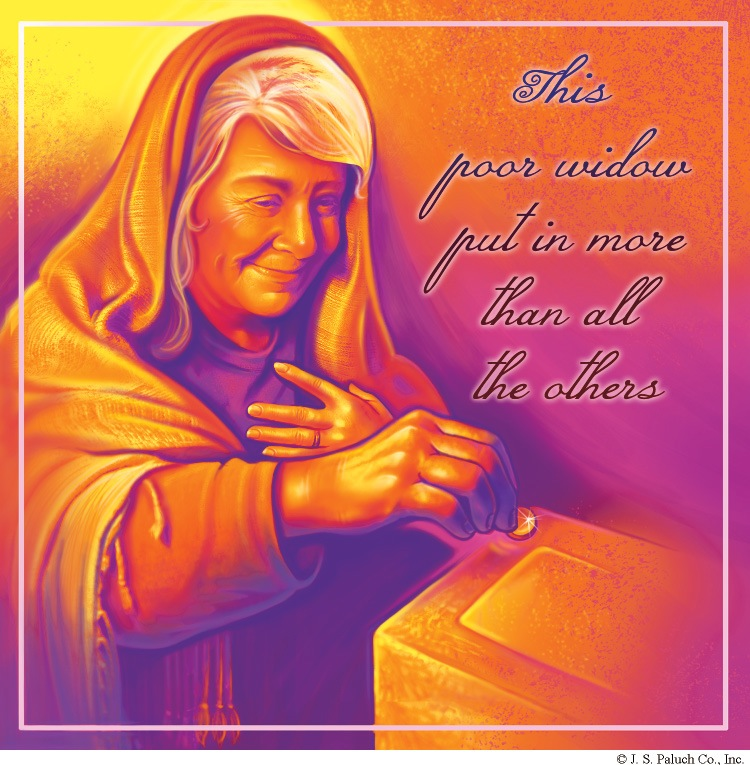 This
poor widow
put in more
than all
the others
© J. S. Paluch Co., Inc.